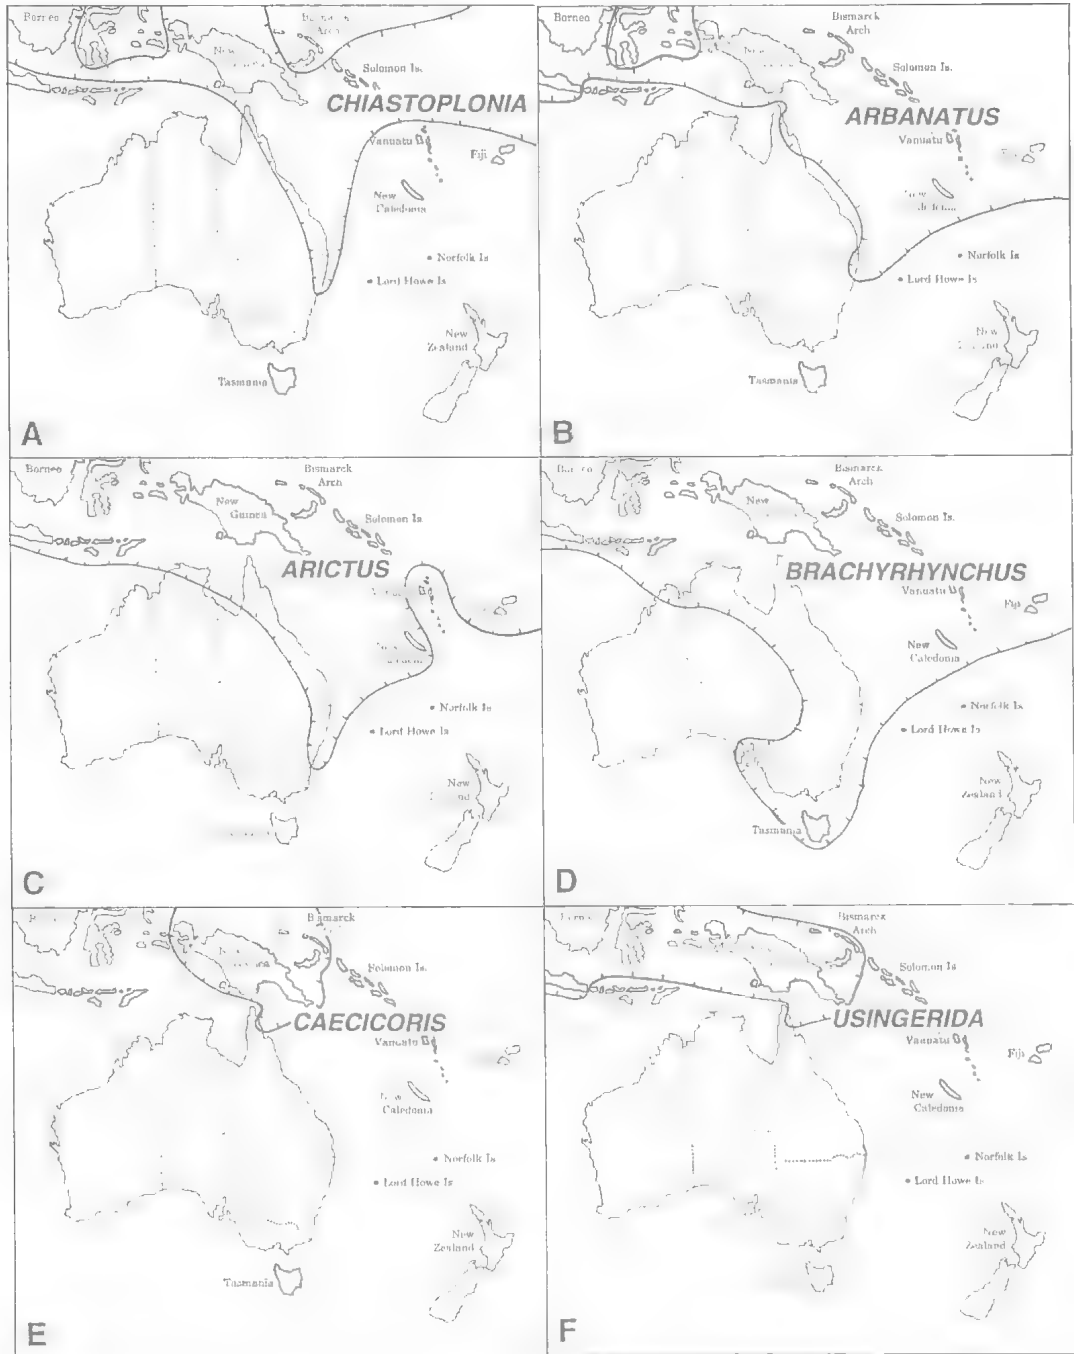 Borneo
New
Solomon Is.
CHIASTOPLONIA
Vanuatu
Fiji
New
Caledonia
Norfolk Is
Lord Howe Is
New
Zealand
Tasmania
A
Borneo
Bismarck
Arch
New
Solomon Is.
ARBANATUS
Vanuatu
Norfolk Is
Lord Howe Is
New
Tasmania
B
Borneo
Bismarck
Arch
New
Guinea
Solomon Is
ARICTUS
Norfolk Is
Lord Howe Is
New
C
Bismarck
Arch
New
Solomon Is.
BRACHYRHYNCHUS
Vanuatu
Fiji
New
Caledonia
Norfolk Is
Lord Howe Is
New
Zealand
Tasmania
D
Bismarck
Solomon Is.
CAECICORIS
Vanuatu
Caledonia
Norfolk Is
Lord Howe Is
New
Zealand
Tasmania
E
Bismarck
Arch
Solomon Is
USINGERIDA
Vanuatu
Fiji
New
Caledonia
Norfolk Is
Lord Howe Is
New
Zealand
F